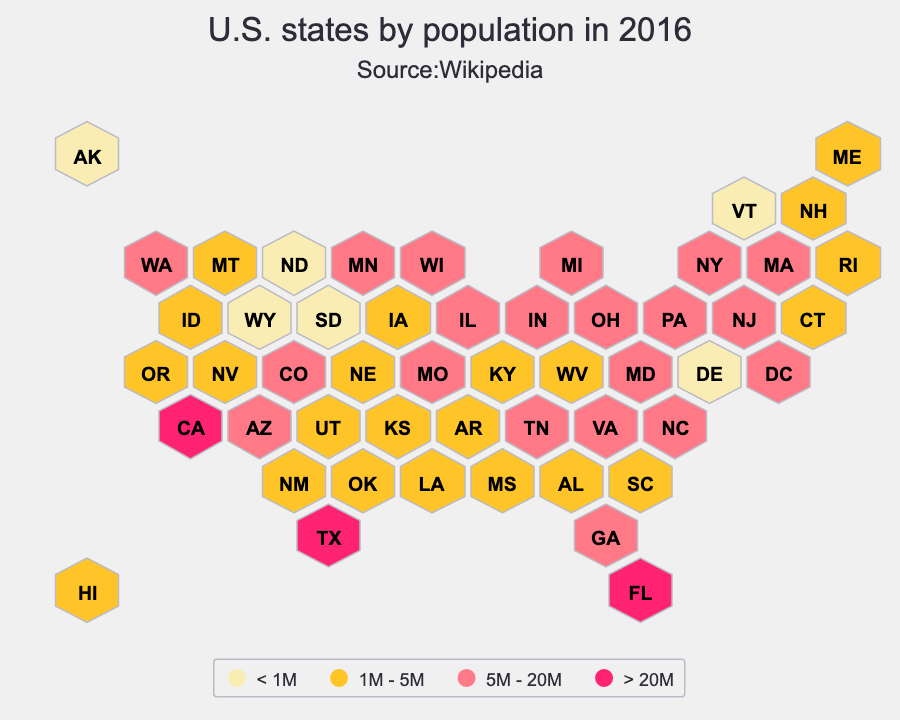 U.S. states by population in 2016
Source:Wikipedia
AK ME
VT NH
WA MT ND MN WI MI NY MA RI
ID WY SD IA IL IN OH PA NJ CT
OR NV CO NE MO KY WV MD DE DC
CA AZ UT KS AR TN VA NC
NM OK LA MS AL SC
TX GA
HI FL
< 1M 1M - 5M 5M - 20M > 20M